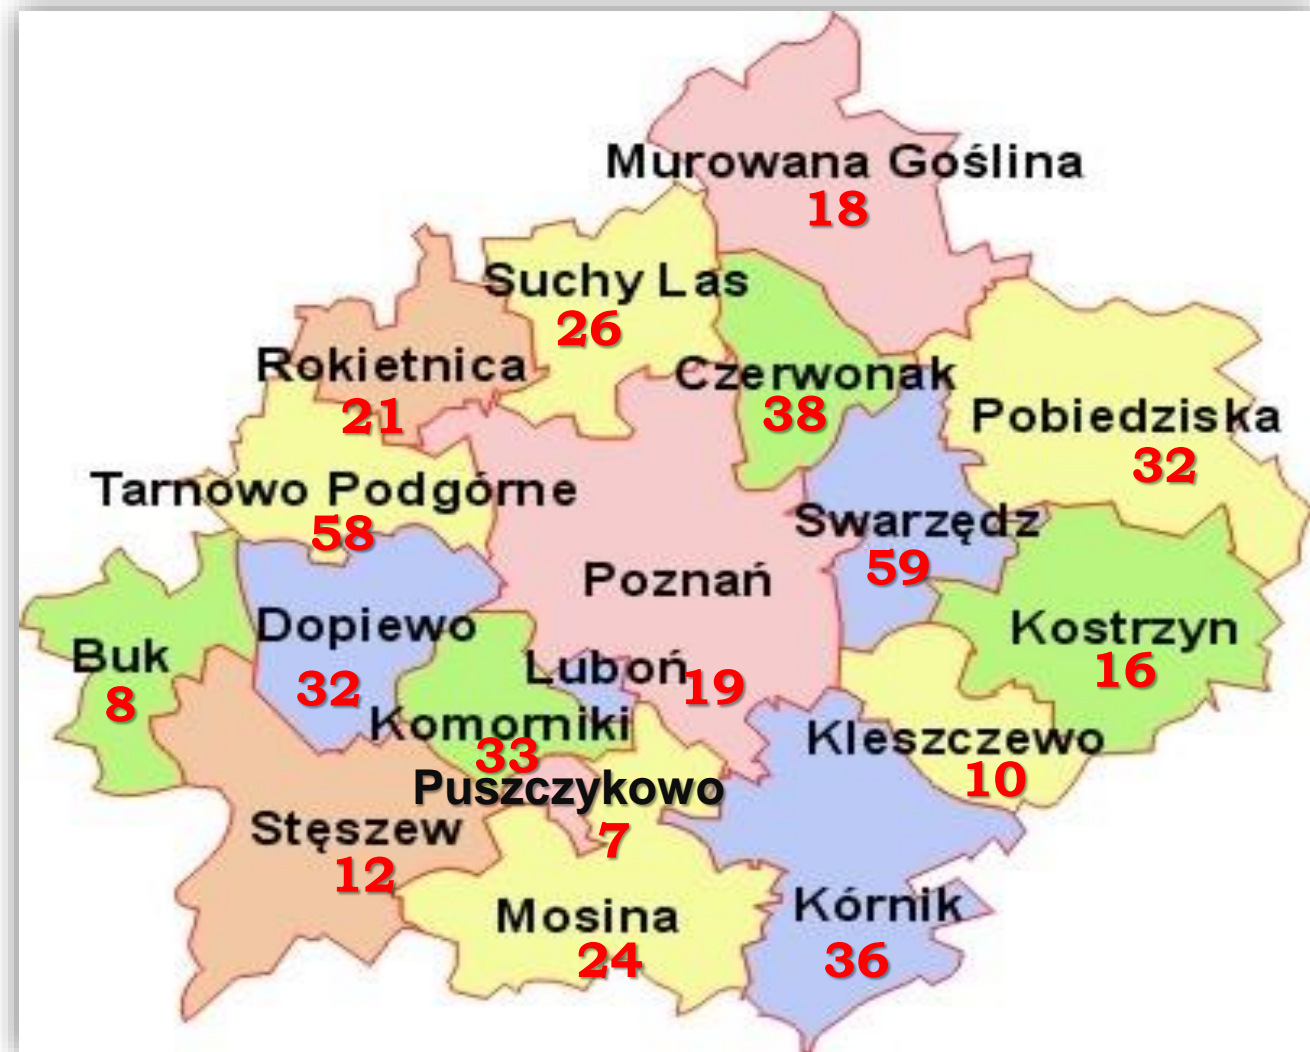 Murowana Goślina
18
Suchy Las
26
Rokietnica
21
Czerwonak
38
Pobiedziska
32
Tarnowo Podgórne
58
Swarzędz
59
Poznań
Dopiewo
32
Buk
8
Luboń
19
Kostrzyn
16
Komorniki
33
Kleszczewo
10
Puszczykowo
7
Stęszew
12
Mosina
24
Kórnik
36